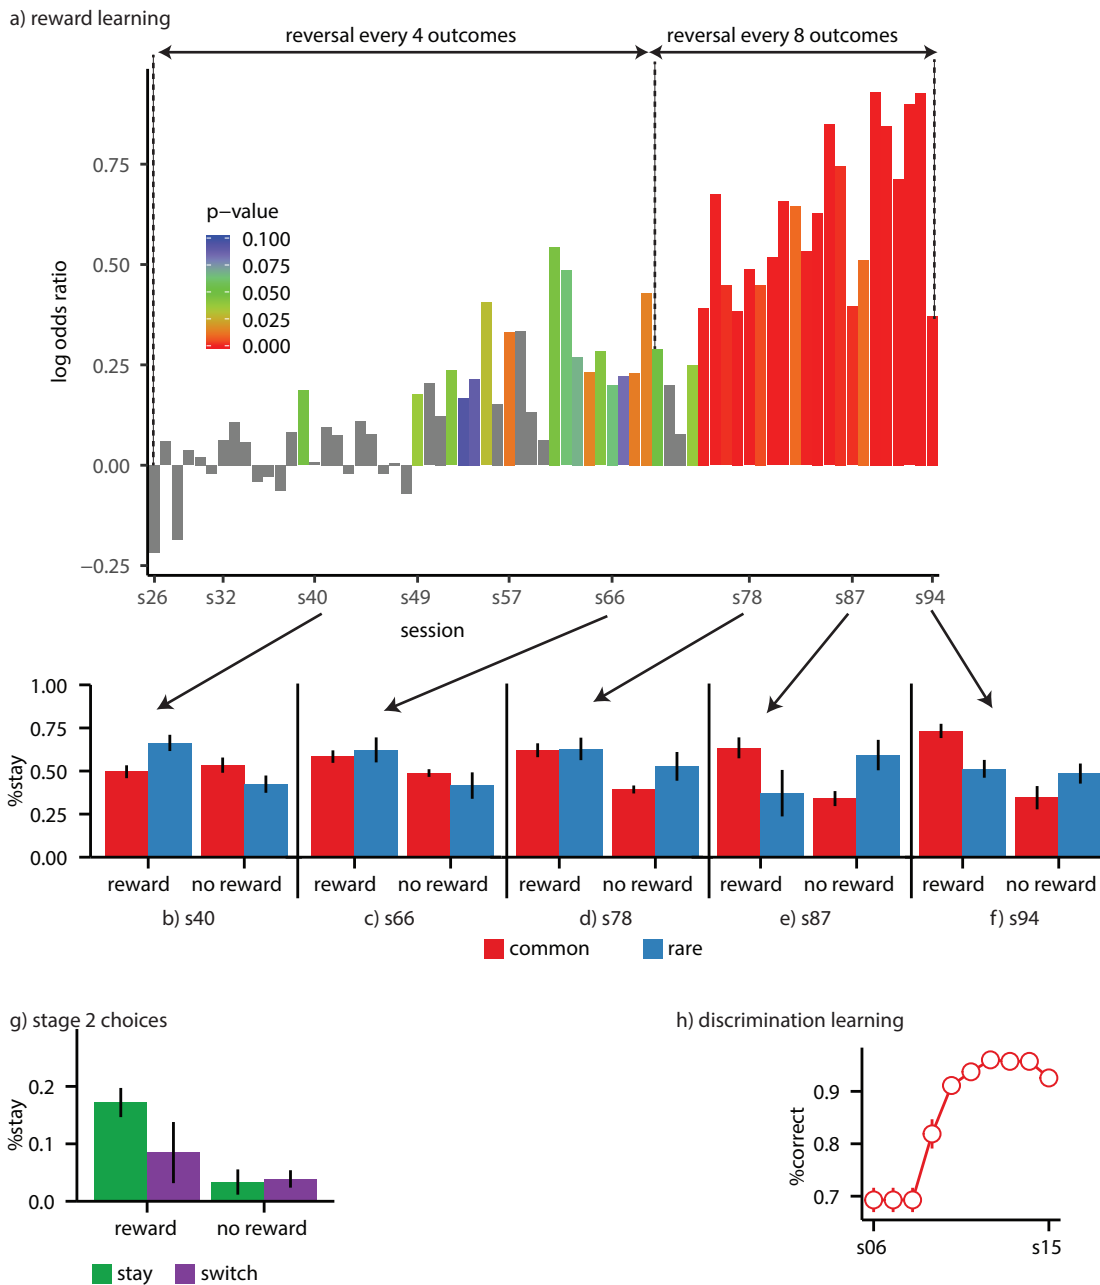 a) reward learning
reversal every 4 outcomes
reversal every 8 outcomes
log odds ratio
0.75
0.50
0.25
0.00
−0.25
p−value
0.100
0.075
0.050
0.025
0.000
s26
s32
s40
s49
s57
s66
s78
s87
s94
session
%stay
1.00
0.75
0.50
0.25
0.00
reward
no reward
reward
no reward
reward
no reward
reward
no reward
reward
no reward
b) s40
c) s66
d) s78
e) s87
f) s94
common
rare
g) stage 2 choices
%stay
0.2
0.1
0.0
reward
no reward
stay
switch
h) discrimination learning
%correct
0.9
0.8
0.7
s06
s15